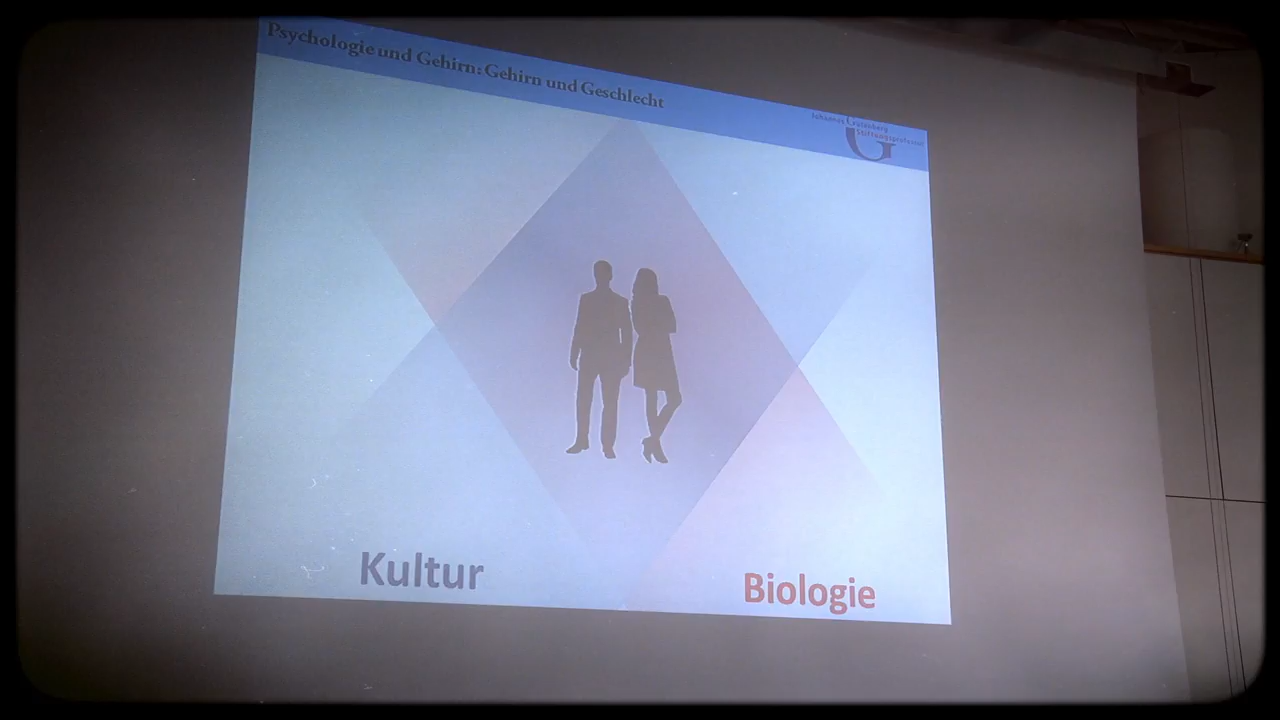 Psychologie und Gehirn: Gehirn und Geschlecht
Johannes Gutenberg
Stiftungsprofessur
G
Kultur
Biologie